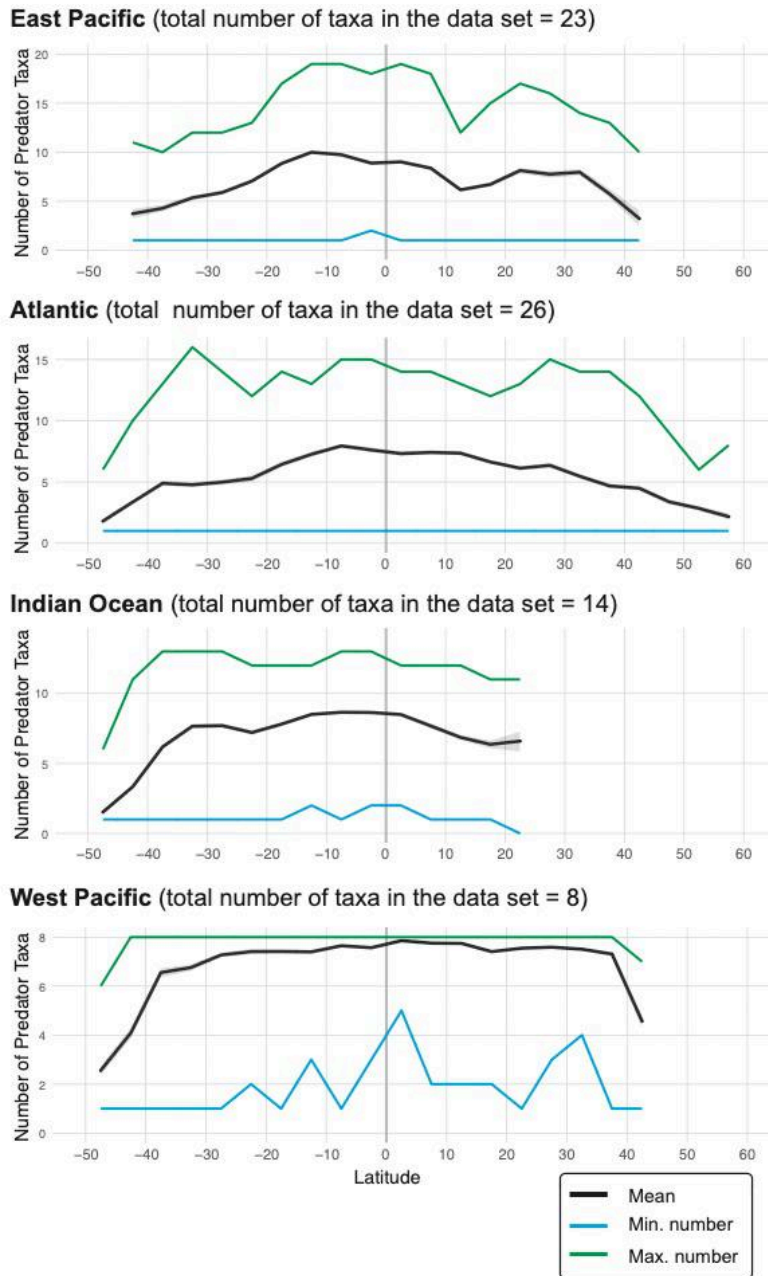 East Pacific (total number of taxa in the data set = 23)
Number of Predator Taxa
20
15
10
5
0
−50 −40 −30 −20 −10 0 10 20 30 40 50 60
Atlantic (total number of taxa in the data set = 26)
Number of Predator Taxa
15
10
5
0
−50 −40 −30 −20 −10 0 10 20 30 40 50 60
Indian Ocean (total number of taxa in the data set = 14)
Number of Predator Taxa
10
5
0
−50 −40 −30 −20 −10 0 10 20 30 40 50 60
West Pacific (total number of taxa in the data set = 8)
Number of Predator Taxa
8
6
4
2
0
−50 −40 −30 −20 −10 0 10 20 30 40 50 60
Latitude
Mean
Min. number
Max. number